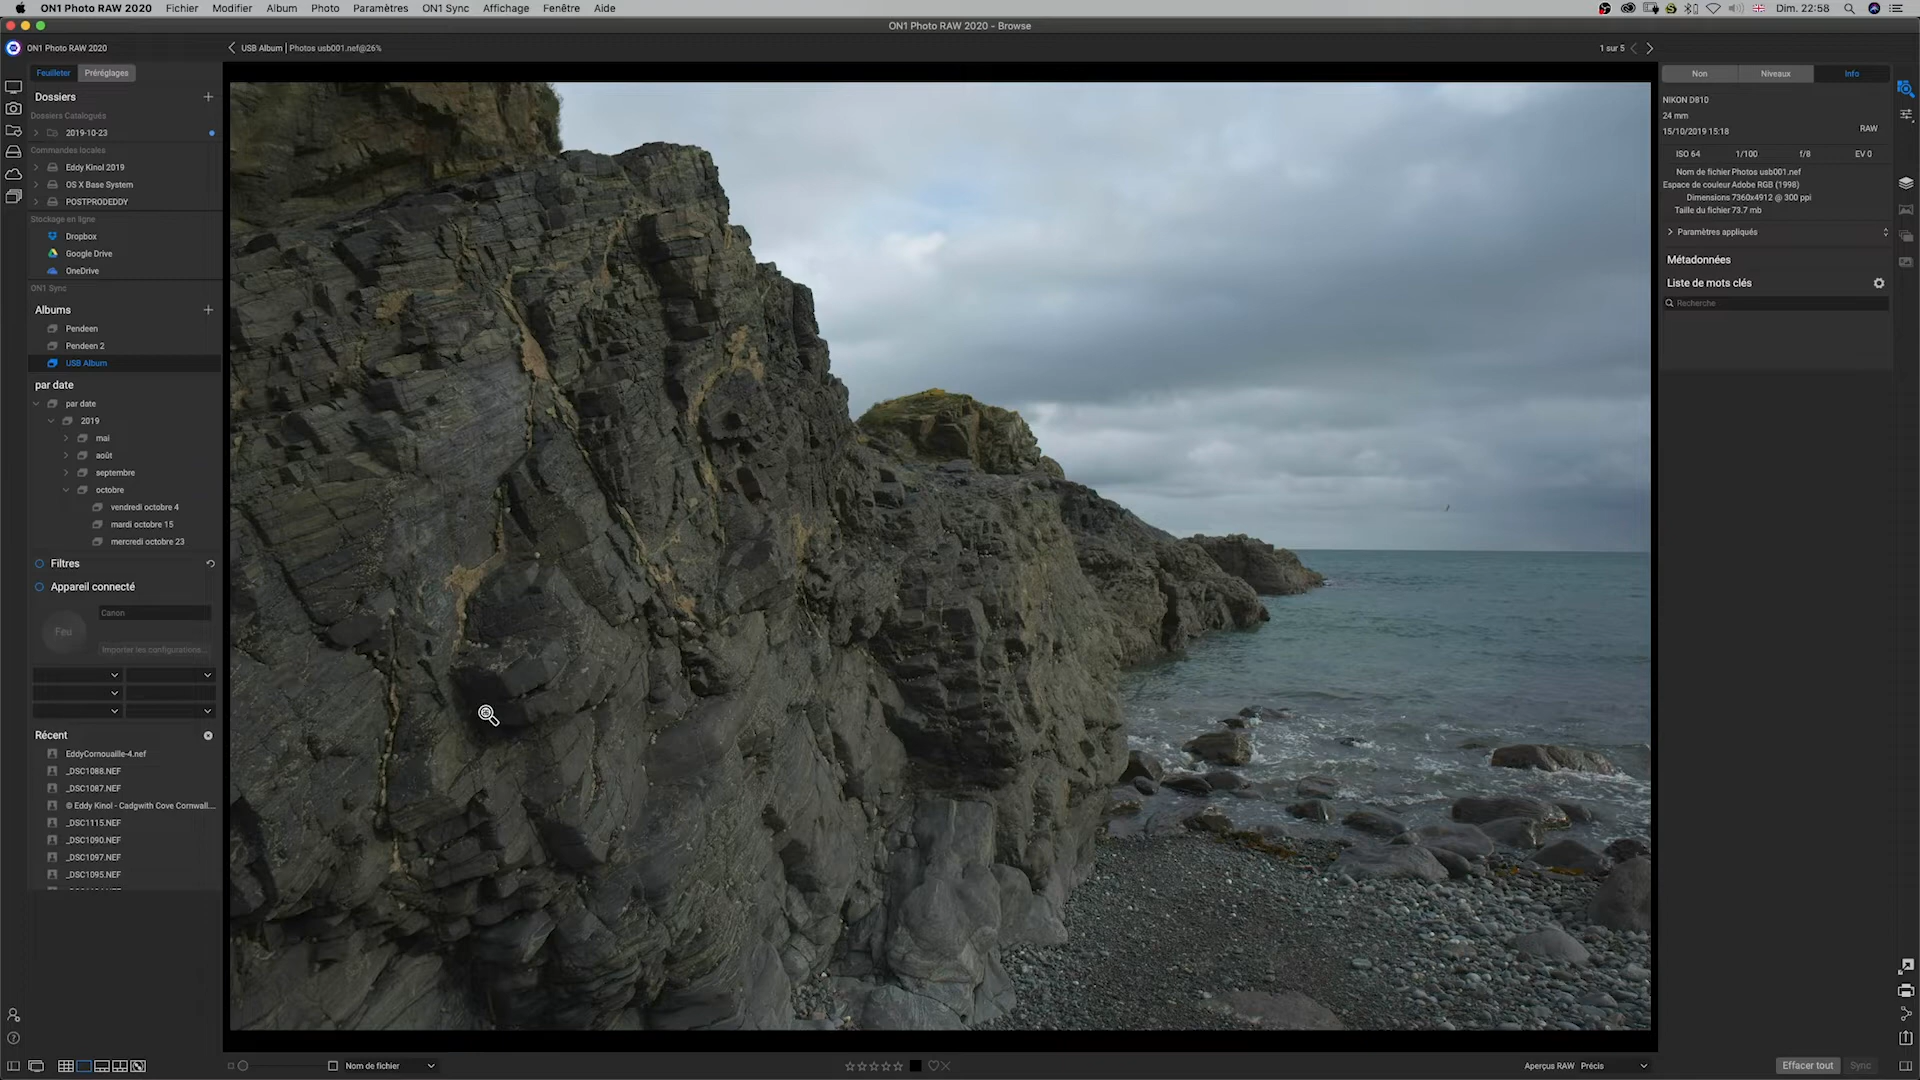 ON1 Photo RAW 2020 Fichier Modifier Album Photo Paramètres ON1 Sync Affichage Fenêtre Aide Dim. 22:58
ON1 Photo RAW 2020 - Browse
ON1 Photo RAW 2020
USB Album | Photos usb001.nef@26%
1 sur 5
Feuilleter Préréglages
Dossiers
Dossiers Catalogués
2019-10-23
Commandes locales
Eddy Kinol 2019
OS X Base System
POSTPRODEDDY
Stockage en ligne
Dropbox
Google Drive
OneDrive
ON1 Sync
Albums
Pendeen
Pendeen 2
USB Album
par date
par date
2019
mai
août
septembre
octobre
vendredi octobre 4
mardi octobre 15
mercredi octobre 23
Filtres
Appareil connecté
Canon
Feu
Importer les configurations...
Récent
EddyCornouaille-4.nef
_DSC1088.NEF
_DSC1087.NEF
© Eddy Kinol - Cadgwith Cove Cornwall....
_DSC1115.NEF
_DSC1090.NEF
_DSC1097.NEF
_DSC1095.NEF
Non Niveaux Info
NIKON D810
24 mm
15/10/2019 15:18 RAW
ISO 64 1/100 f/8 EV 0
Nom de fichier Photos usb001.nef
Espace de couleur Adobe RGB (1998)
Dimensions 7360x4912 @ 300 ppi
Taille du fichier 73.7 mb
Paramètres appliqués
Métadonnées
Liste de mots clés
Recherche
Nom de fichier
Aperçus RAW Précis
Effacer tout Sync